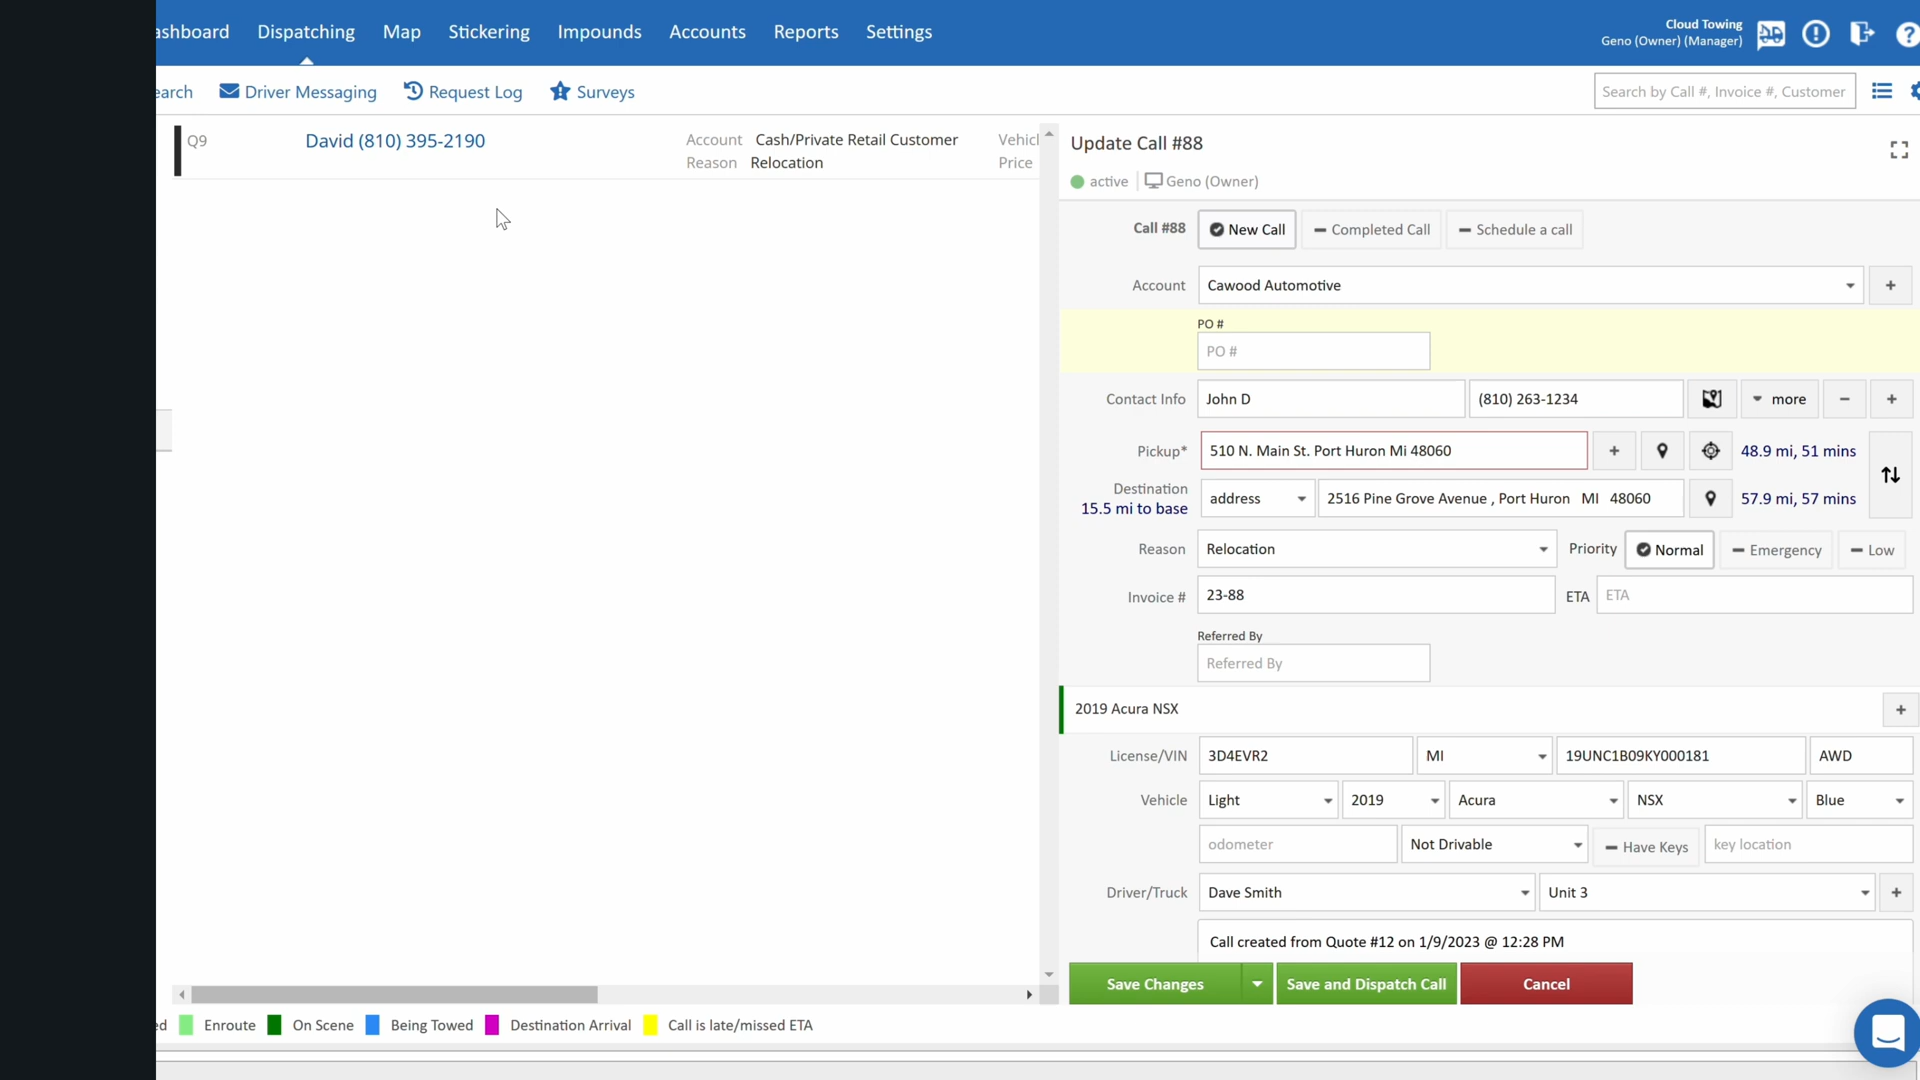 ashboard Dispatching Map Stickering Impounds Accounts Reports Settings
Cloud Towing
Geno (Owner) (Manager)
earch Driver Messaging Request Log Surveys
Search by Call #, Invoice #, Customer
Q9 David (810) 395-2190
Account Cash/Private Retail Customer
Reason Relocation
Vehicl
Price
Update Call #88
active Geno (Owner)
Call #88 New Call Completed Call Schedule a call
Account Cawood Automotive
PO #
PO #
Contact Info John D (810) 263-1234 more
Pickup* 510 N. Main St. Port Huron Mi 48060 48.9 mi, 51 mins
Destination
15.5 mi to base
address 2516 Pine Grove Avenue , Port Huron MI 48060 57.9 mi, 57 mins
Reason Relocation Priority Normal Emergency Low
Invoice # 23-88 ETA ETA
Referred By
Referred By
2019 Acura NSX
License/VIN 3D4EVR2 MI 19UNC1B09KY000181 AWD
Vehicle Light 2019 Acura NSX Blue
odometer Not Drivable Have Keys key location
Driver/Truck Dave Smith Unit 3
Call created from Quote #12 on 1/9/2023 @ 12:28 PM
Save Changes Save and Dispatch Call Cancel
ed Enroute On Scene Being Towed Destination Arrival Call is late/missed ETA